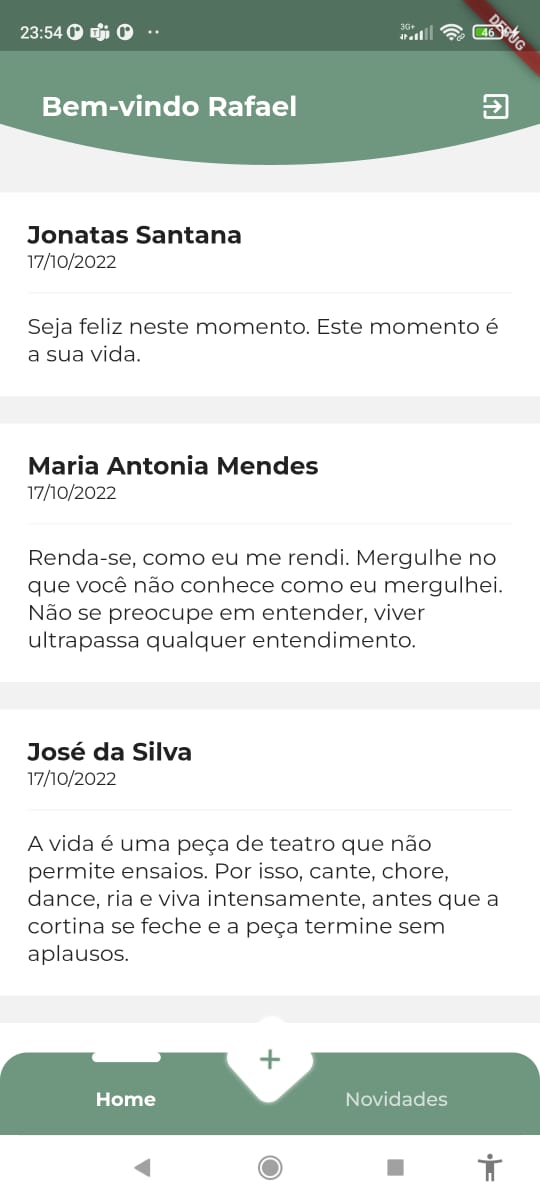 23:54
3G+
46
DEBUG
Bem-vindo Rafael
Jonatas Santana
17/10/2022
Seja feliz neste momento. Este momento é
a sua vida.
Maria Antonia Mendes
17/10/2022
Renda-se, como eu me rendi. Mergulhe no
que você não conhece como eu mergulhei.
Não se preocupe em entender, viver
ultrapassa qualquer entendimento.
José da Silva
17/10/2022
A vida é uma peça de teatro que não
permite ensaios. Por isso, cante, chore,
dance, ria e viva intensamente, antes que a
cortina se feche e a peça termine sem
aplausos.
+
Home
Novidades